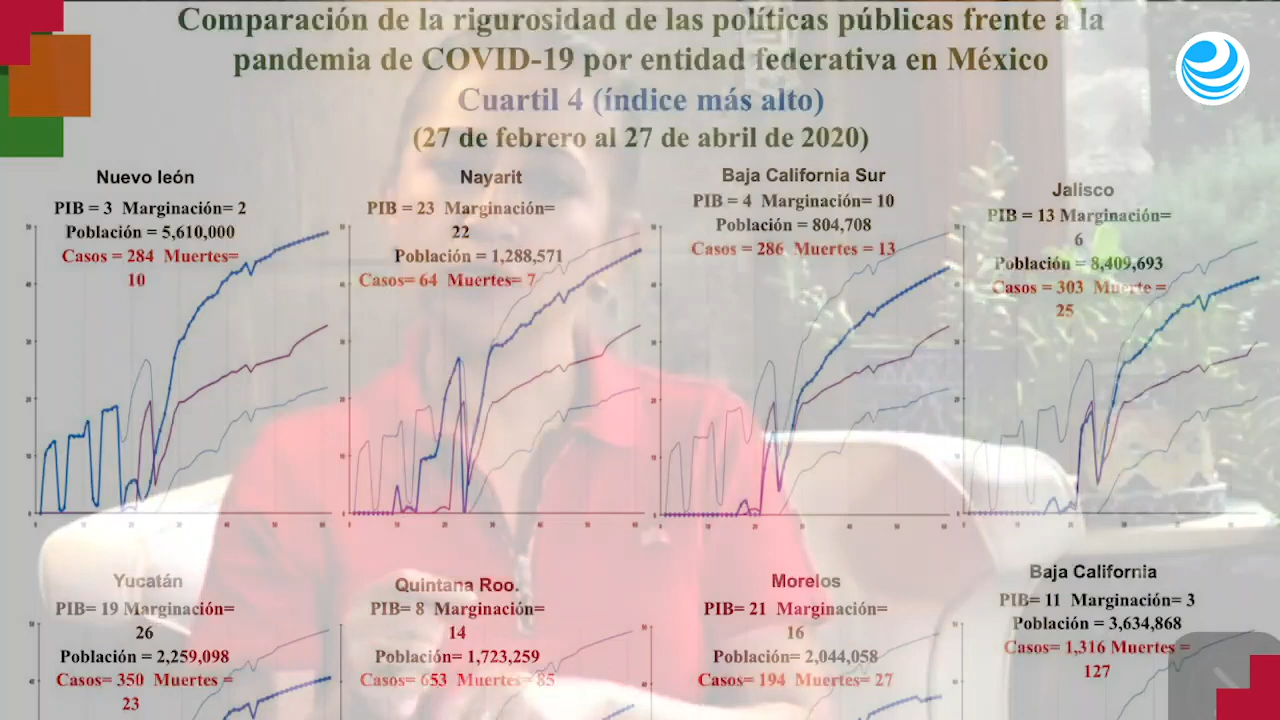 Comparación de la rigurosidad de las políticas públicas frente a la
pandemia de COVID-19 por entidad federativa en México
Cuartil 4 (índice más alto)
(27 de febrero al 27 de abril de 2020)
Nuevo león
PIB = 3 Marginación= 2
Población = 5,610,000
Casos = 284 Muertes=
10
Nayarit
PIB = 23 Marginación=
22
Población = 1,288,571
Casos= 64 Muertes= 7
Baja California Sur
PIB = 4 Marginación= 10
Población = 804,708
Casos = 286 Muertes = 13
Jalisco
PIB = 13 Marginación=
6
Población = 8,409,693
Casos = 303 Muerte =
25
Yucatán
PIB= 19 Marginación=
26
Población = 2,259,098
Casos= 350 Muertes =
23
Quintana Roo.
PIB= 8 Marginación=
14
Población= 1,723,259
Casos= 653 Muertes= 85
Morelos
PIB= 21 Marginación=
16
Población= 2,044,058
Casos= 194 Muertes= 27
Baja California
PIB= 11 Marginación= 3
Población = 3,634,868
Casos= 1,316 Muertes =
127